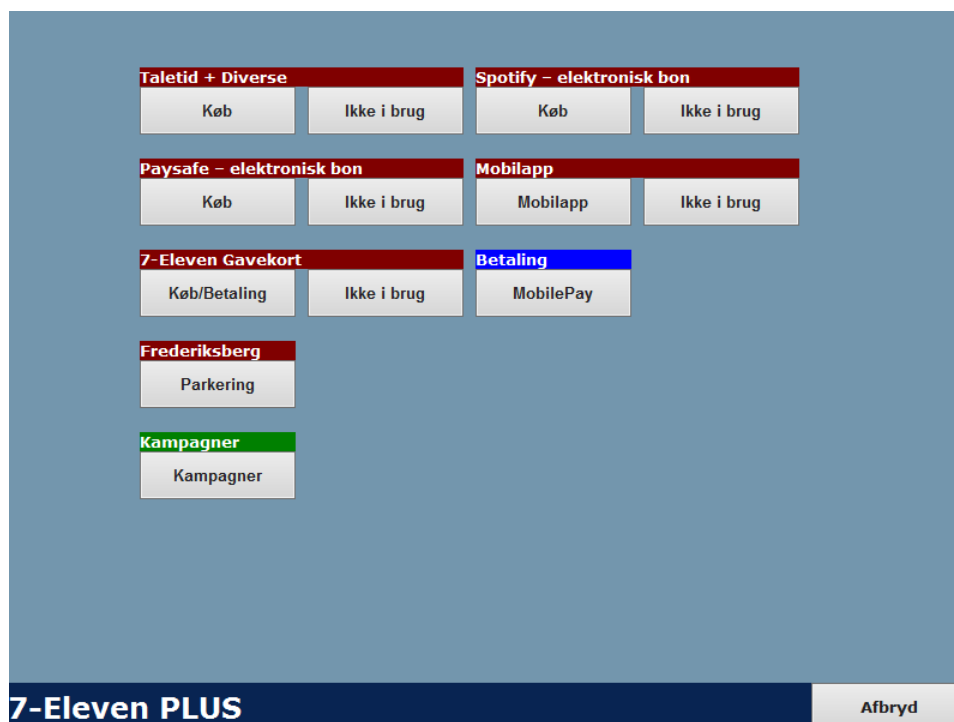 Taletid + Diverse
Køb
Ikke i brug
Spotify – elektronisk bon
Køb
Ikke i brug
Paysafe – elektronisk bon
Køb
Ikke i brug
Mobilapp
Mobilapp
Ikke i brug
7-Eleven Gavekort
Køb/Betaling
Ikke i brug
Betaling
MobilePay
Frederiksberg
Parkering
Kampagner
Kampagner
7-Eleven PLUS
Afbryd